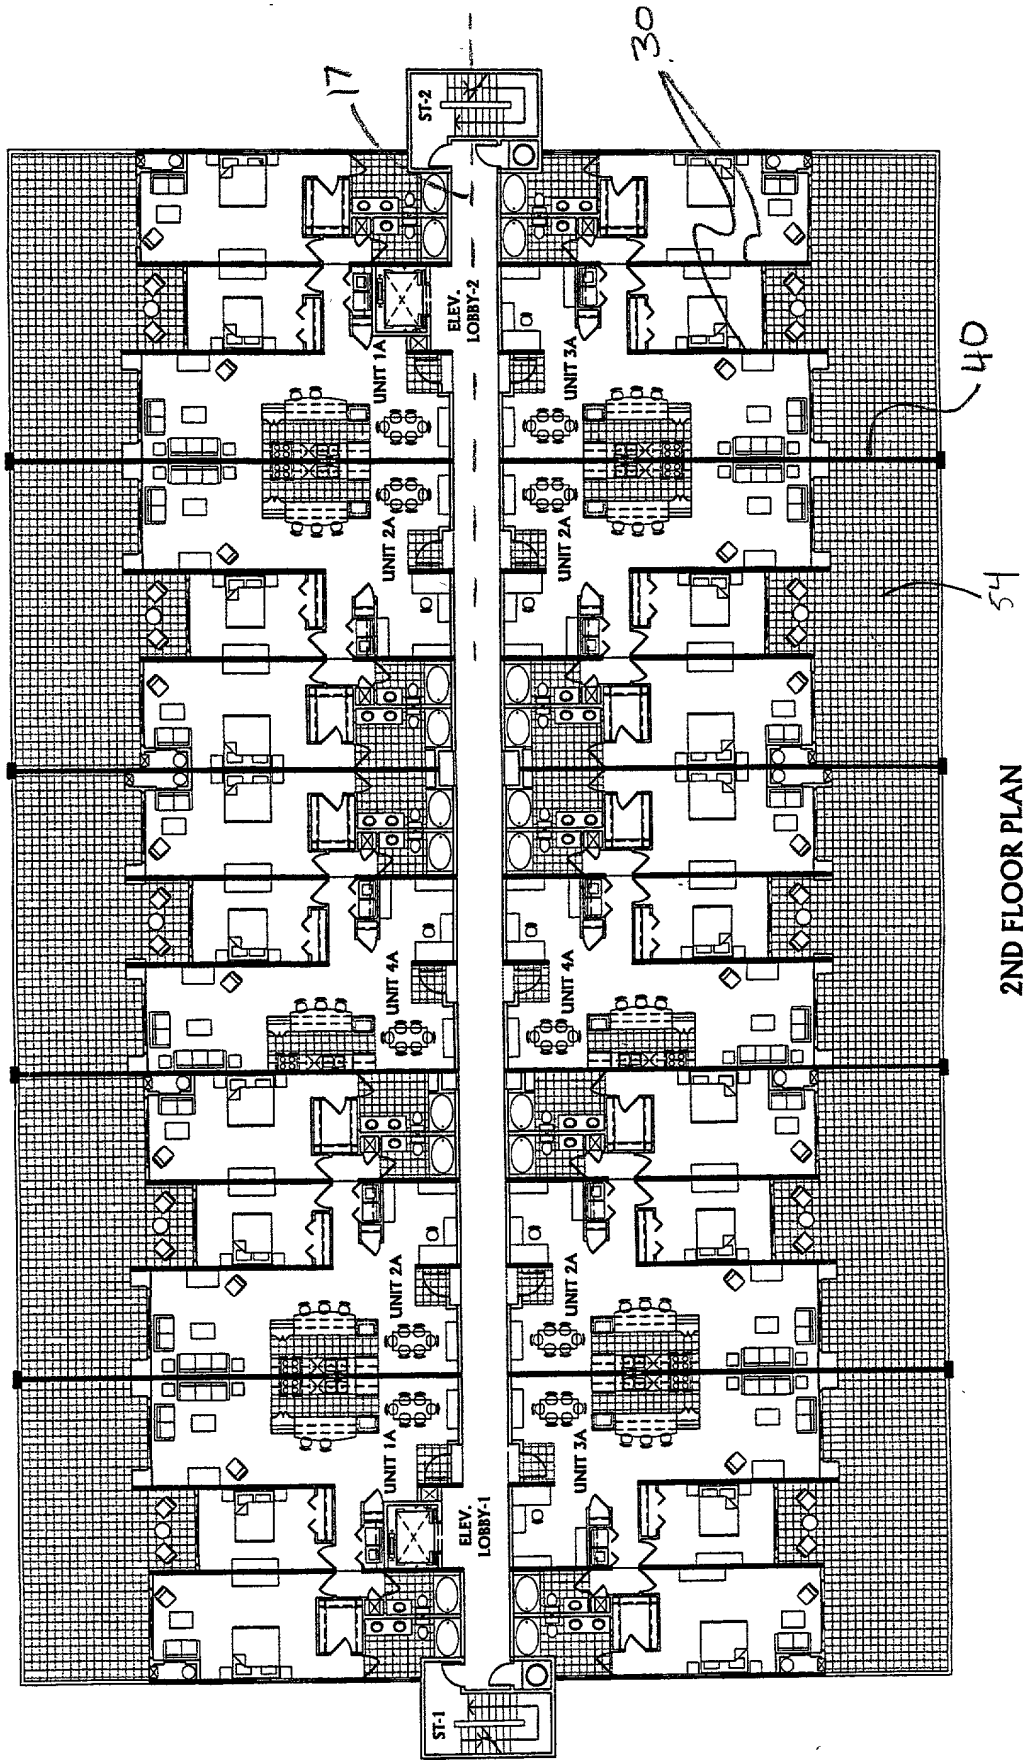 ST-2
17
30
ELEV.
LOBBY-2
UNIT 1A
UNIT 3A
40
UNIT 2A
UNIT 2A
54
UNIT 4A
UNIT 4A
UNIT 2A
UNIT 2A
UNIT 1A
UNIT 3A
ELEV.
LOBBY-1
ST-1
2ND FLOOR PLAN